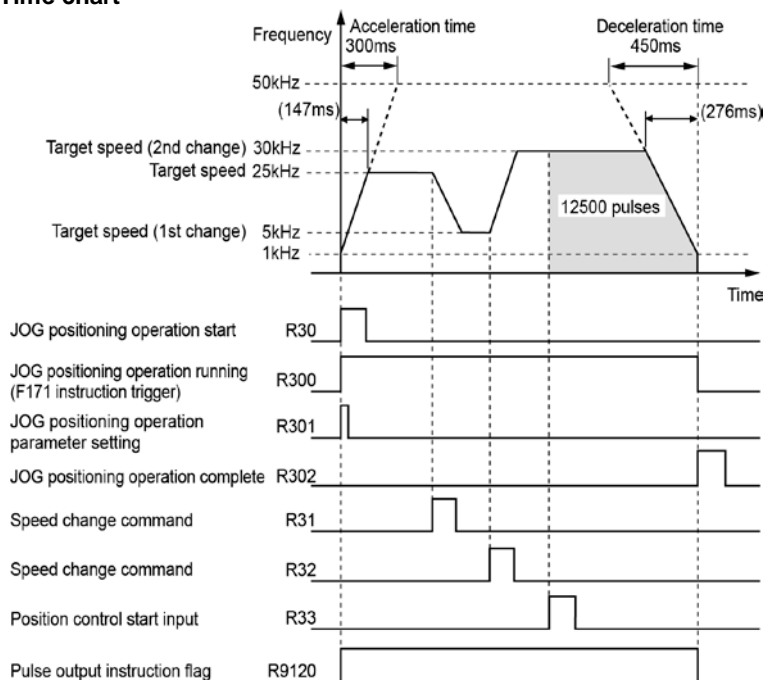 Time chart
Frequency
Acceleration time
300ms
Deceleration time
450ms
50kHz
(147ms)
(276ms)
Target speed (2nd change) 30kHz
Target speed 25kHz
12500 pulses
Target speed (1st change) 5kHz
1kHz
Time
JOG positioning operation start R30
JOG positioning operation running
(F171 instruction trigger) R300
JOG positioning operation
parameter setting R301
JOG positioning operation complete R302
Speed change command R31
Speed change command R32
Position control start input R33
Pulse output instruction flag R9120